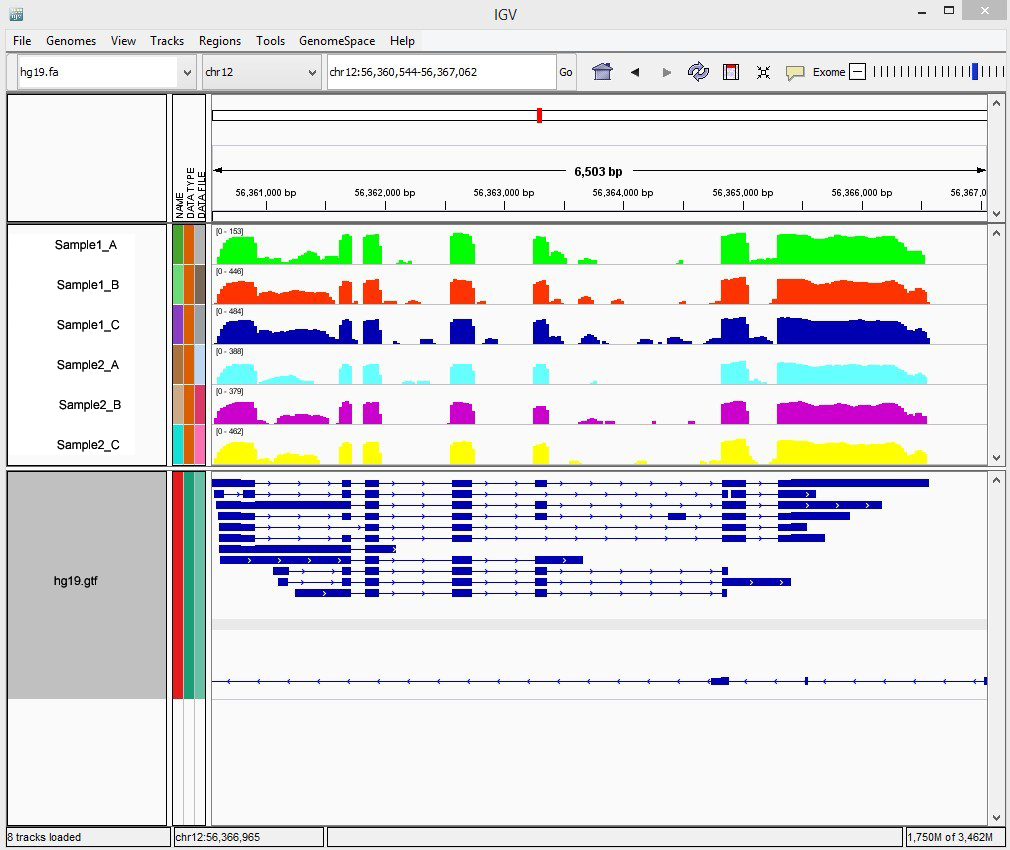 igv
IGV
File Genomes View Tracks Regions Tools GenomeSpace Help
hg19.fa chr12 chr12:56,360,544-56,367,062 Go Exome
NAME
DATA TYPE
DATA FILE
6,503 bp
56,361,000 bp 56,362,000 bp 56,363,000 bp 56,364,000 bp 56,365,000 bp 56,366,000 bp 56,367,0
Sample1_A [0 - 153]
Sample1_B [0 - 446]
Sample1_C [0 - 484]
Sample2_A [0 - 388]
Sample2_B [0 - 379]
Sample2_C [0 - 462]
hg19.gtf
8 tracks loaded chr12:56,366,965 1,750M of 3,462M